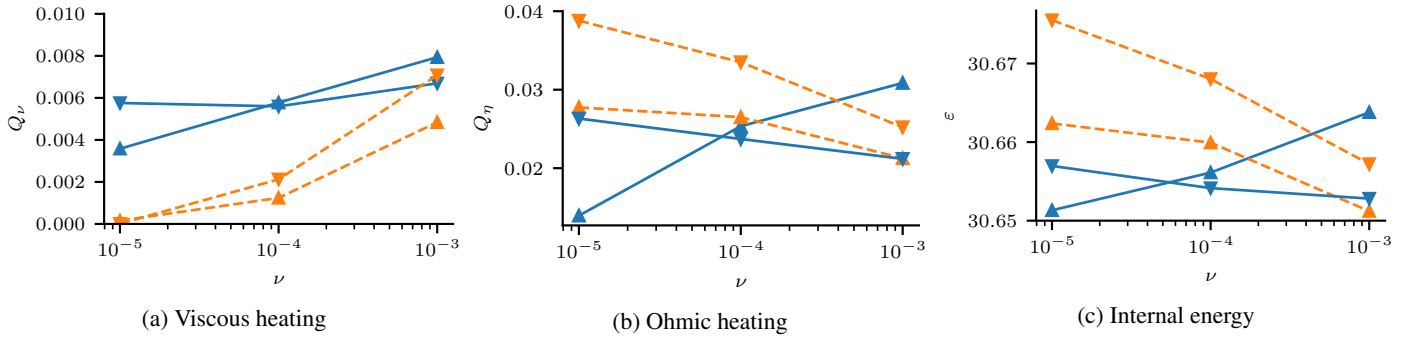 0.010
0.008
0.006
0.004
0.002
0.000
Qν
10⁻⁵
10⁻⁴
10⁻³
ν
(a) Viscous heating
0.04
0.03
0.02
Qη
10⁻⁵
10⁻⁴
10⁻³
ν
(b) Ohmic heating
30.67
30.66
30.65
ε
10⁻⁵
10⁻⁴
10⁻³
ν
(c) Internal energy